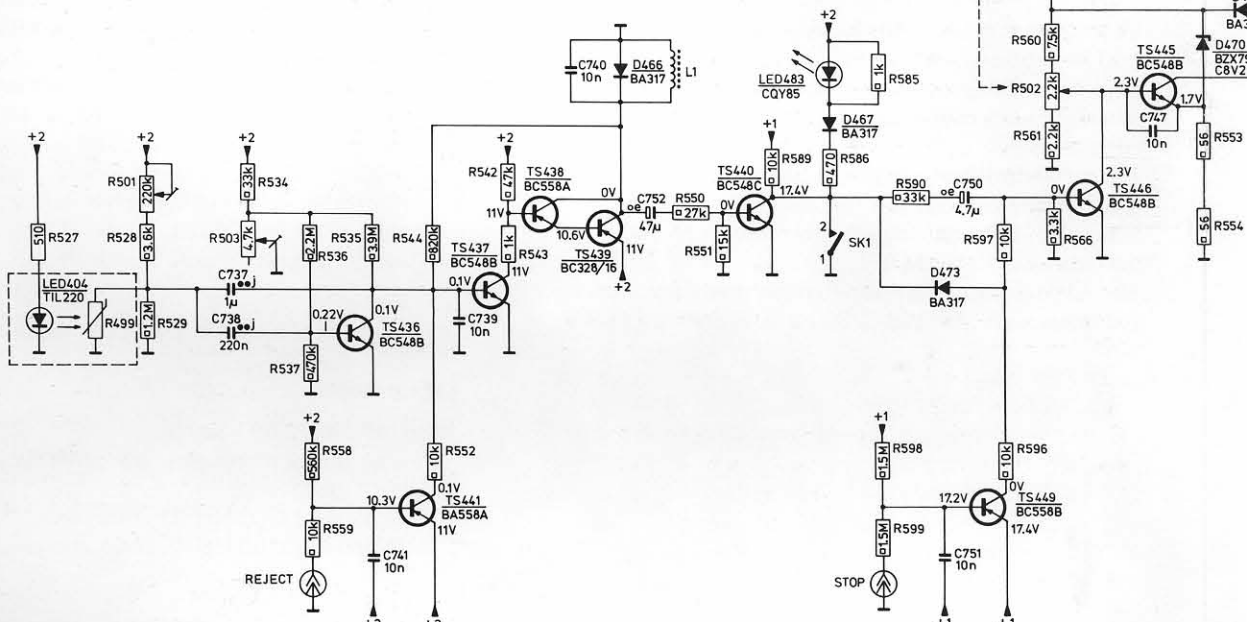 R560
7.5k
BA3
TS445
BC548B
D470
BZX79
C8V2
R502
2.2k
2.3V
1.7V
C747
10n
R561
2.2k
R553
56
R554
56
+2
C740
10n
D466
BA317
L1
+2
LED483
CQY85
1k
R585
D467
BA317
+1
R589
10k
R586
470
TS440
BC548C
17.4V
0V
+2
R527
510
+2
R501
220k
R528
3.6k
+2
R534
33k
R503
4.7k
2.2M
R536
R535
3.9M
R544
820k
+2
R542
47k
TS438
BC558A
11V
0V
10.6V
R543
1k
TS439
BC328/16
11V
+2
oe
C752
47µ
R550
27k
R551
15k
2
SK1
1
R590
33k
oe
C750
4.7µ
0V
TS446
BC548B
2.3V
R566
3.3k
R597
10k
D473
BA317
LED404
TIL220
R499
R529
1.2M
C737
1µ
C738
220n
0.22V
0.1V
TS436
BC548B
R537
470k
TS437
BC548B
0.1V
11V
C739
10n
+2
R558
560k
R559
10k
REJECT
10.3V
C741
10n
R552
10k
0.1V
TS441
BA558A
11V
+2
+2
+1
R598
1.5M
R599
1.5M
STOP
17.2V
C751
10n
R596
10k
0V
TS449
BC558B
17.4V
+1
+1